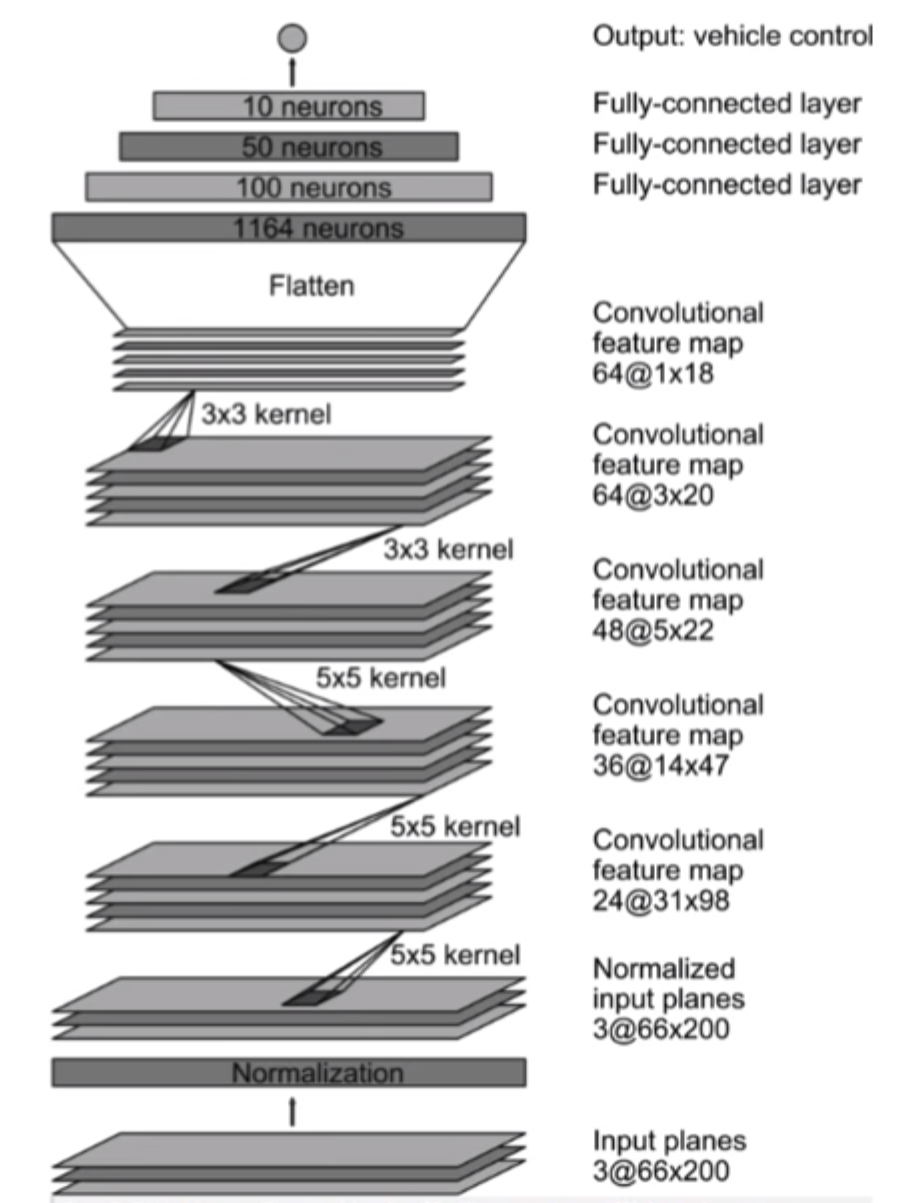 Output: vehicle control
10 neurons
Fully-connected layer
50 neurons
Fully-connected layer
100 neurons
Fully-connected layer
1164 neurons
Flatten
Convolutional
feature map
64@1x18
3x3 kernel
Convolutional
feature map
64@3x20
3x3 kernel
Convolutional
feature map
48@5x22
5x5 kernel
Convolutional
feature map
36@14x47
5x5 kernel
Convolutional
feature map
24@31x98
5x5 kernel
Normalized
input planes
3@66x200
Normalization
Input planes
3@66x200